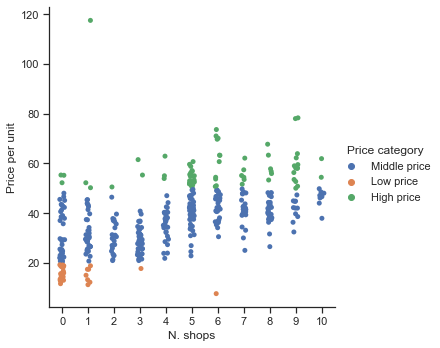 120
100
80
60
40
20
Price per unit
0 1 2 3 4 5 6 7 8 9 10
N. shops
Price category
Middle price
Low price
High price